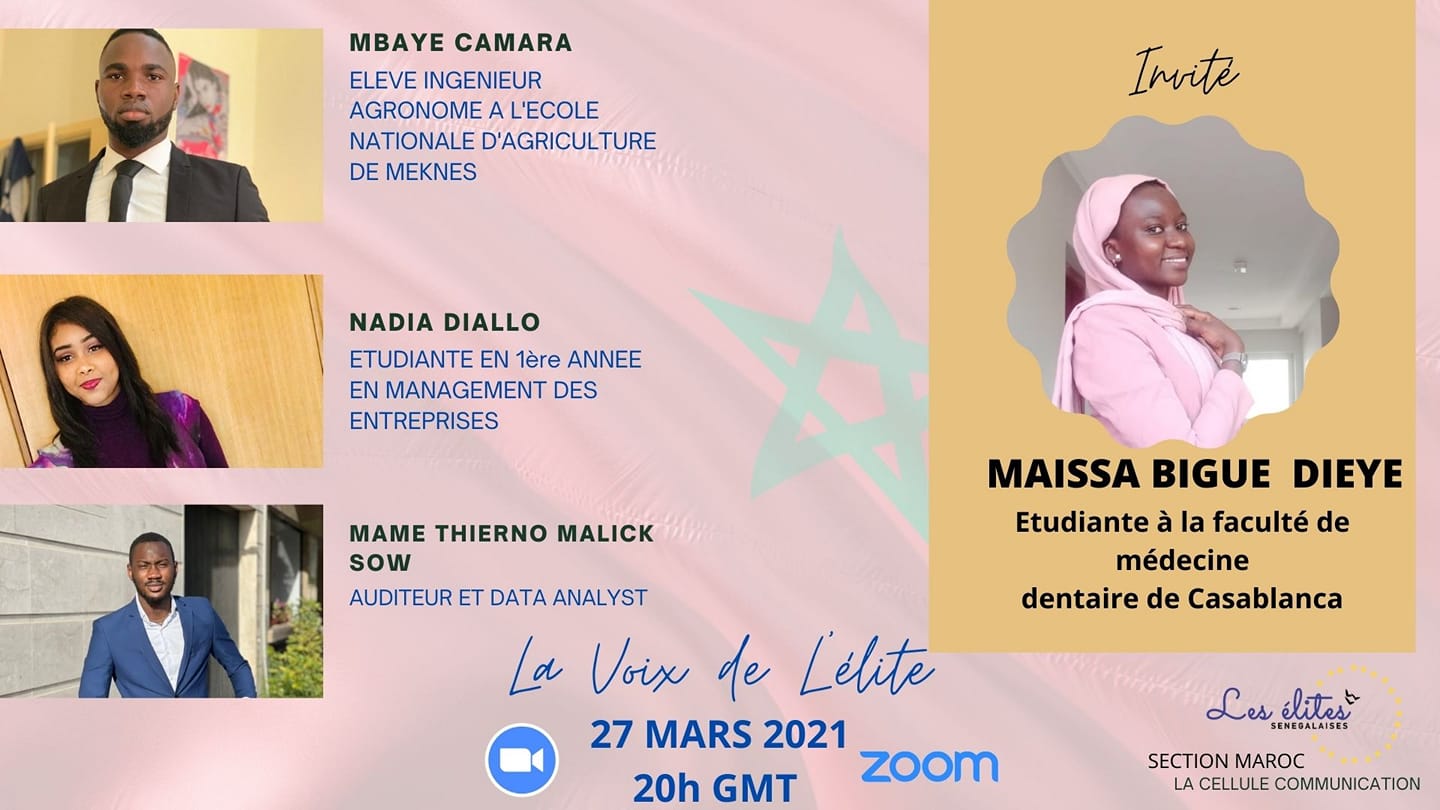 MBAYE CAMARA
ELEVE INGENIEUR
AGRONOME A L'ECOLE
NATIONALE D'AGRICULTURE
DE MEKNES
NADIA DIALLO
ETUDIANTE EN 1ère ANNEE
EN MANAGEMENT DES
ENTREPRISES
MAME THIERNO MALICK
SOW
AUDITEUR ET DATA ANALYST
Invité
MAISSA BIGUE DIEYE
Etudiante à la faculté de
médecine
dentaire de Casablanca
La Voix de L'élite
27 MARS 2021
20h GMT
zoom
Les élites
SENEGALAISES
SECTION MAROC
LA CELLULE COMMUNICATION